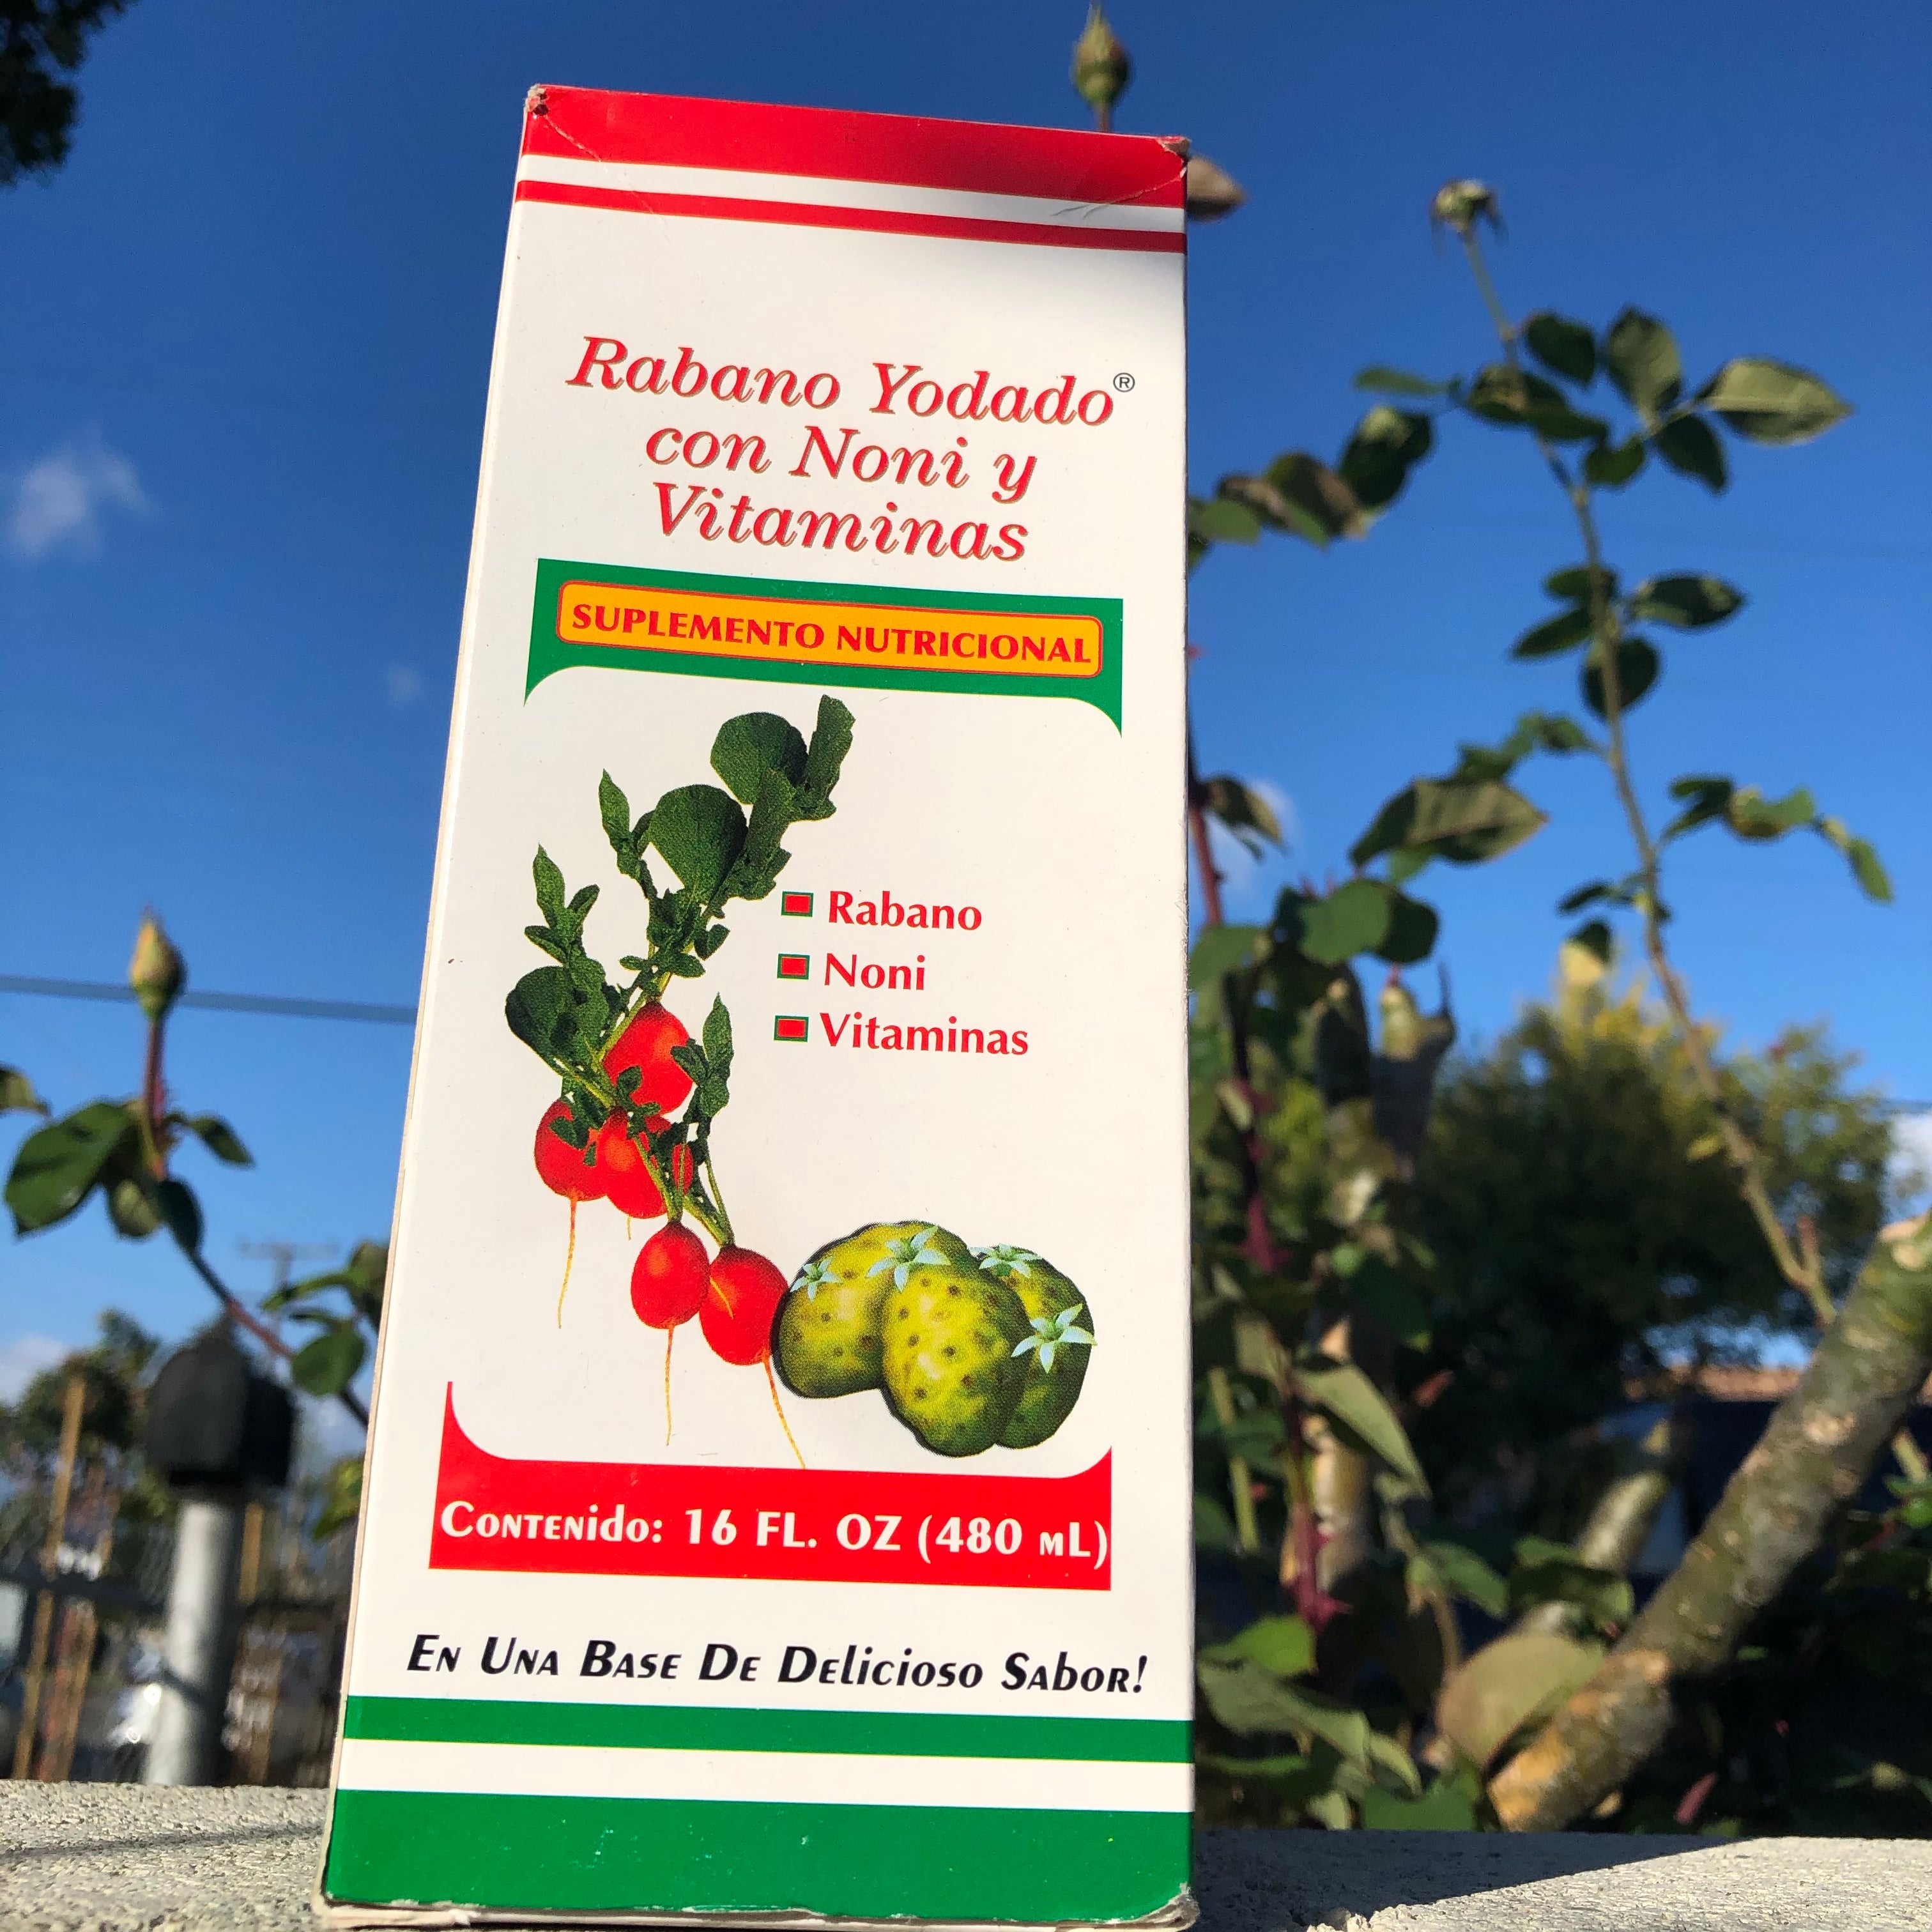 Rabano Yodado®
con Noni y
Vitaminas
SUPLEMENTO NUTRICIONAL
Rabano
Noni
Vitaminas
Contenido: 16 FL. OZ (480 mL)
En Una Base De Delicioso Sabor!